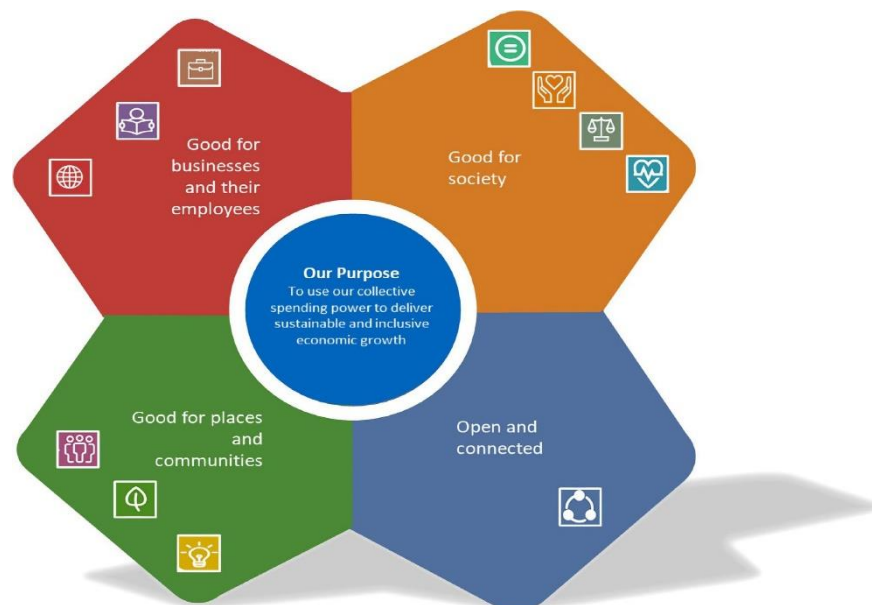 Good for
businesses
and their
employees
Good for
society
Our Purpose
To use our collective
spending power to deliver
sustainable and inclusive
economic growth
Good for places
and
communities
Open and
connected